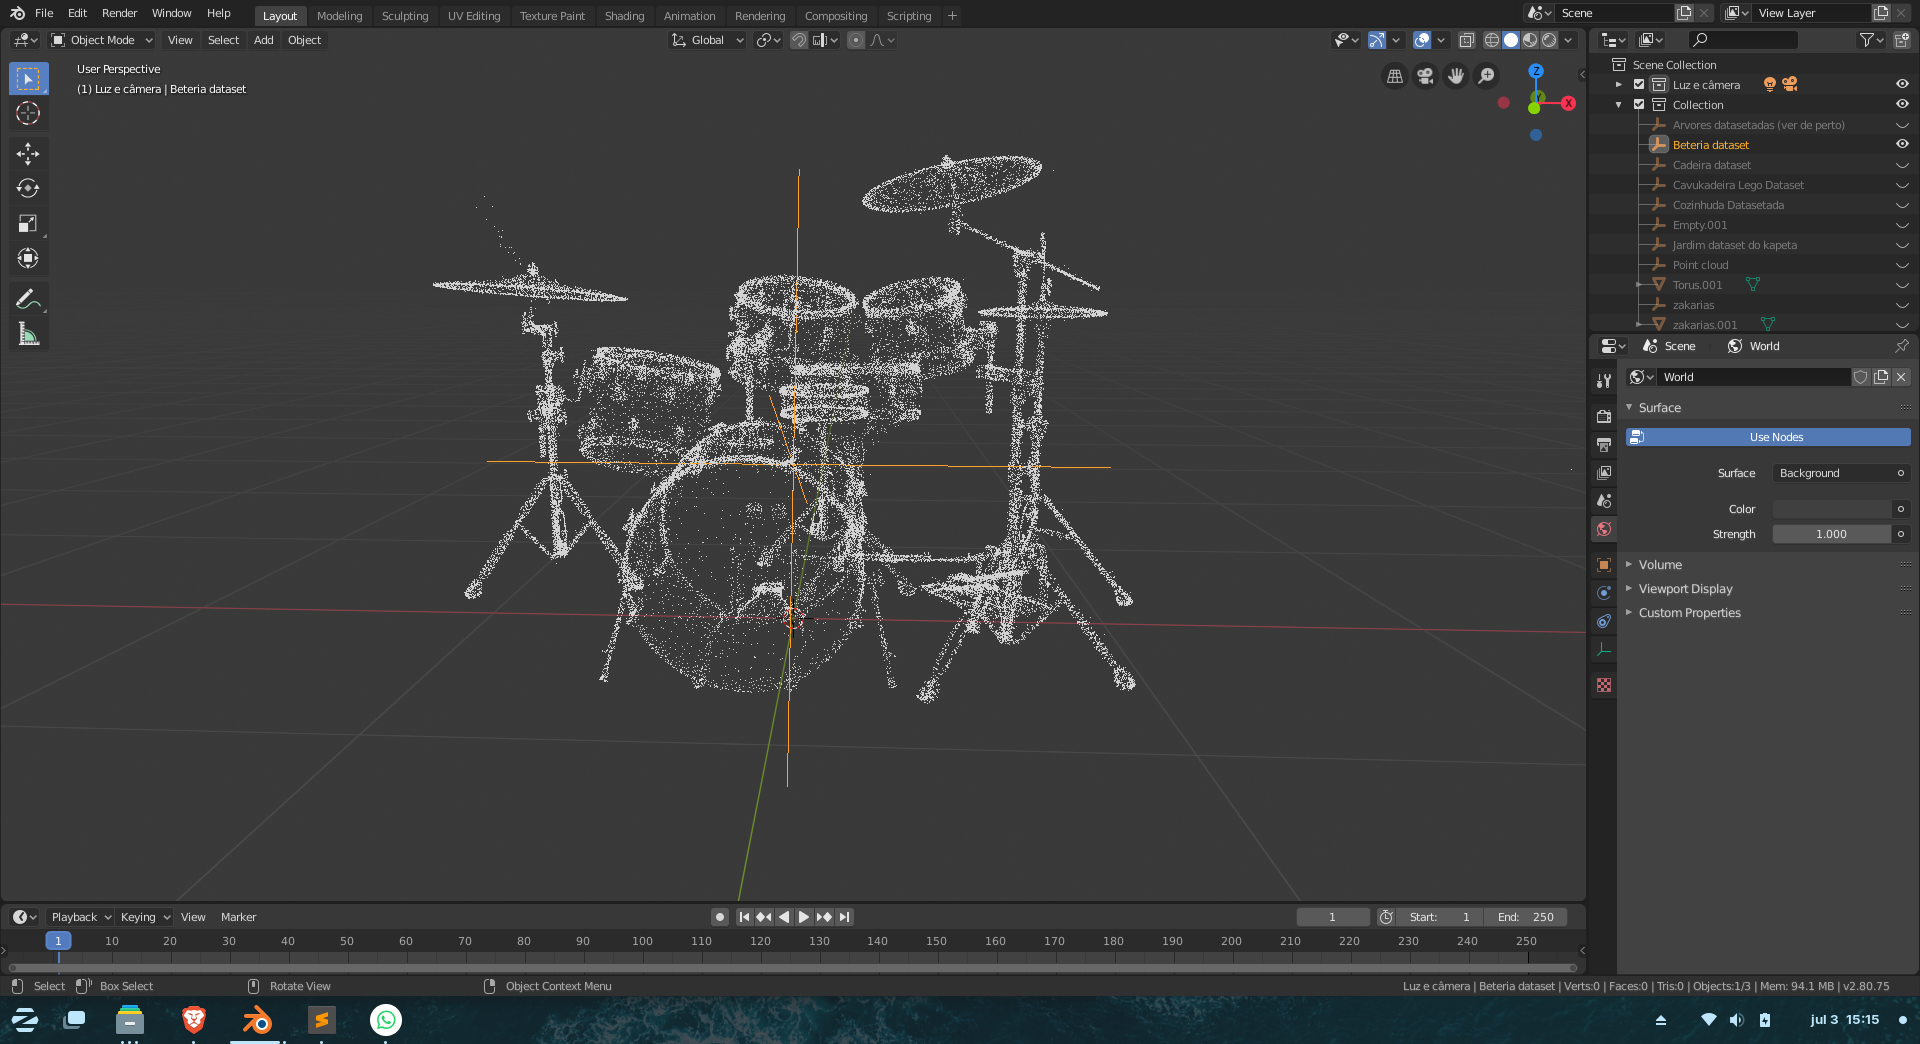 File Edit Render Window Help Layout Modeling Sculpting UV Editing Texture Paint Shading Animation Rendering Compositing Scripting + Scene View Layer
Object Mode View Select Add Object Global
User Perspective
(1) Luz e câmera | Beteria dataset
Z
X
Y
Scene Collection
Luz e câmera
Collection
Arvores datasetadas (ver de perto)
Beteria dataset
Cadeira dataset
Cavukadeira Lego Dataset
Cozinhuda Datasetada
Empty.001
Jardim dataset do kapeta
Point cloud
Torus.001
zakarias
zakarias.001
Scene World
World
Surface
Use Nodes
Surface Background
Color
Strength 1.000
Volume
Viewport Display
Custom Properties
Playback Keying View Marker 1 Start: 1 End: 250
1 10 20 30 40 50 60 70 80 90 100 110 120 130 140 150 160 170 180 190 200 210 220 230 240 250
Select Box Select Rotate View Object Context Menu Luz e câmera | Beteria dataset | Verts:0 | Faces:0 | Tris:0 | Objects:1/3 | Mem: 94.1 MB | v2.80.75
jul 3 15:15